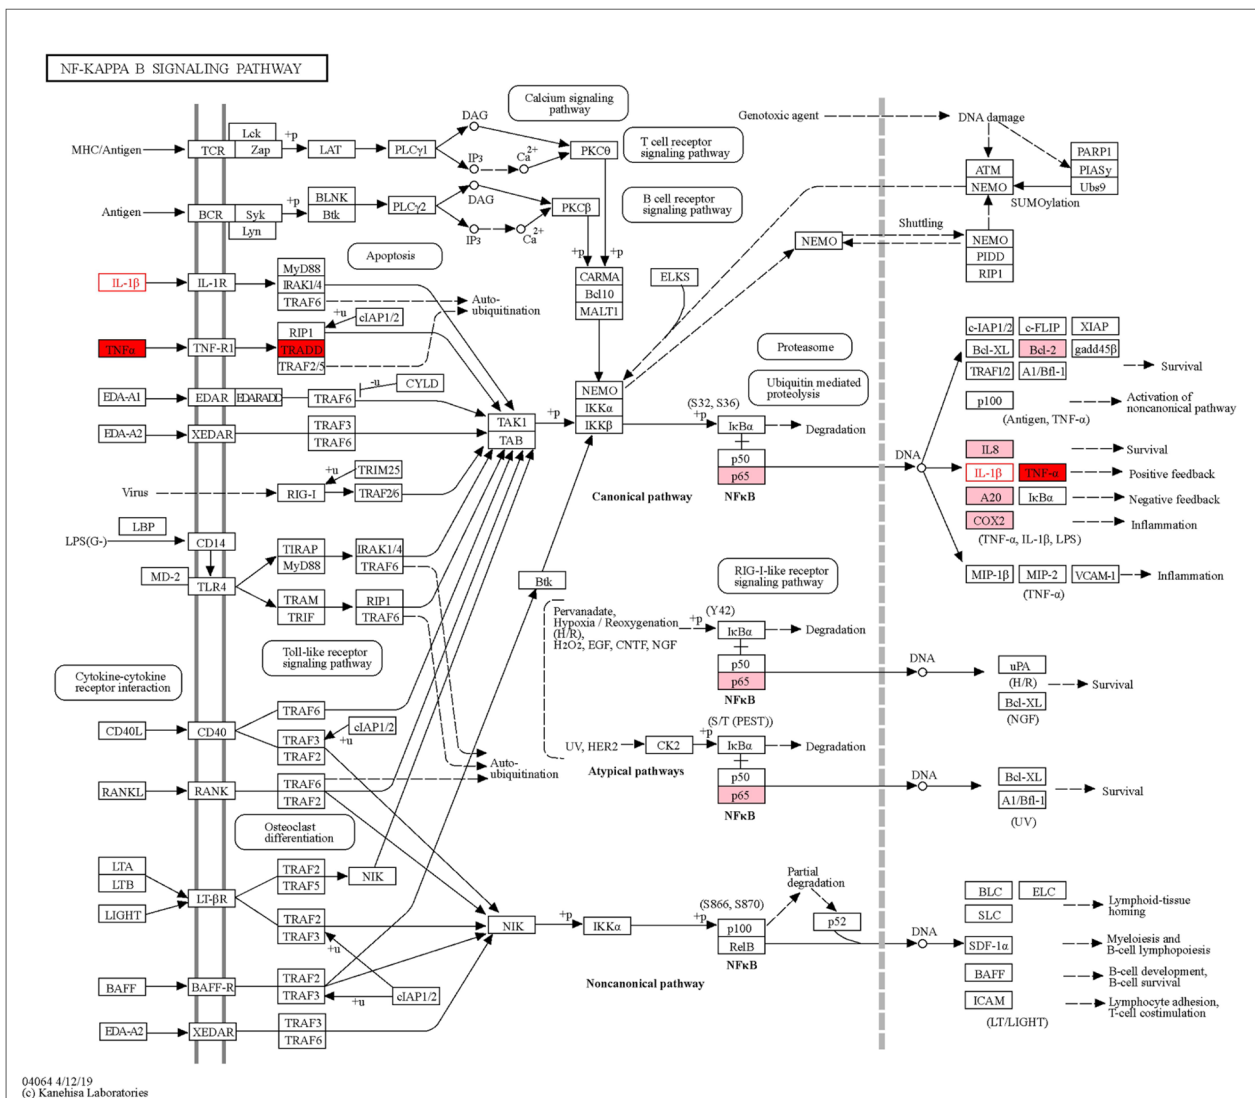 NF-KAPPA B SIGNALING PATHWAY
Calcium signaling
pathway
T cell receptor
signaling pathway
B cell receptor
signaling pathway
Genotoxic agent
DNA damage
MHC/Antigen
TCR
Lck
Zap
+p
LAT
PLCγ1
DAG
IP3
Ca2+
PKCθ
ATM
NEMO
PARP1
PIASy
Ubs9
SUMOylation
Antigen
BCR
Syk
Lyn
+p
BLNK
Btk
PLCγ2
DAG
IP3
Ca2+
PKCβ
+p
+p
NEMO
Shuttling
NEMO
PIDD
RIP1
Apoptosis
IL-1β
IL-1R
MyD88
IRAK1/4
TRAF6
Auto-
ubiquitination
CARMA
Bcl10
MALT1
ELKS
TNFα
TNF-R1
RIP1
TRADD
TRAF2/5
+u
cIAP1/2
Proteasome
Ubiquitin mediated
proteolysis
c-IAP1/2
c-FLIP
XIAP
Bcl-XL
Bcl-2
gadd45β
TRAF1/2
A1/Bfl-1
Survival
p100
Activation of
noncanonical pathway
(Antigen, TNF-α)
EDA-A1
EDAR
EDARADD
TRAF6
-u
CYLD
NEMO
IKKα
IKKβ
EDA-A2
XEDAR
TRAF3
TRAF6
TAK1
TAB
+p
(S32, S36)
+p
IκBα
Degradation
p50
p65
NFκB
Canonical pathway
DNA
IL8
Survival
IL-1β
TNF-α
Positive feedback
A20
IκBα
Negative feedback
COX2
Inflammation
(TNF-α, IL-1β, LPS)
MIP-1β
MIP-2
VCAM-1
Inflammation
(TNF-α)
Virus
RIG-I
+u
TRIM25
TRAF2/6
LPS(G-)
LBP
CD14
MD-2
TLR4
TIRAP
MyD88
IRAK1/4
TRAF6
TRAM
TRIF
RIP1
TRAF6
Btk
RIG-I-like receptor
signaling pathway
Pervanadate,
Hypoxia / Reoxygenation
(H/R),
H2O2, EGF, CNTF, NGF
+p
(Y42)
IκBα
Degradation
p50
p65
NFκB
DNA
uPA
(H/R)
Bcl-XL
(NGF)
Survival
Toll-like receptor
signaling pathway
Cytokine-cytokine
receptor interaction
CD40L
CD40
TRAF6
TRAF3
TRAF2
+u
cIAP1/2
Auto-
ubiquitination
UV, HER2
CK2
+p
(S/T (PEST))
IκBα
Degradation
Atypical pathways
p50
p65
NFκB
DNA
Bcl-XL
A1/Bfl-1
(UV)
Survival
RANKL
RANK
TRAF6
TRAF2
Osteoclast
differentiation
LTA
LTB
LIGHT
LT-βR
TRAF2
TRAF5
NIK
TRAF2
TRAF3
+u
NIK
+p
IKKα
+p
(S866, S870)
p100
RelB
NFκB
Partial
degradation
p52
DNA
Noncanonical pathway
BLC
ELC
SLC
Lymphoid-tissue
homing
SDF-1α
Myeloiesis and
B-cell lymphopoiesis
BAFF
B-cell development,
B-cell survival
ICAM
Lymphocyte adhesion,
T-cell costimulation
(LT/LIGHT)
BAFF
BAFF-R
TRAF2
TRAF3
+u
cIAP1/2
EDA-A2
XEDAR
TRAF3
TRAF6
04064 4/12/19
(c) Kanehisa Laboratories